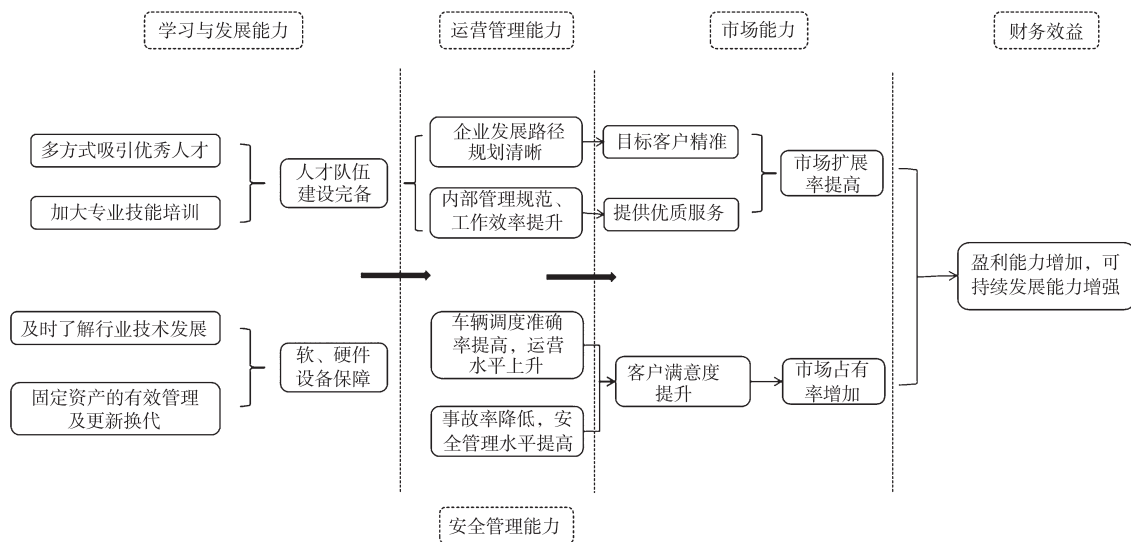 学习与发展能力
运营管理能力
市场能力
财务效益
多方式吸引优秀人才
加大专业技能培训
人才队伍
建设完备
企业发展路径
规划清晰
内部管理规范、
工作效率提升
目标客户精准
提供优质服务
市场扩展
率提高
盈利能力增加，可
持续发展能力增强
及时了解行业技术发展
固定资产的有效管理
及更新换代
软、硬件
设备保障
车辆调度准确
率提高，运营
水平上升
事故率降低，安
全管理水平提高
客户满意度
提升
市场占有
率增加
安全管理能力